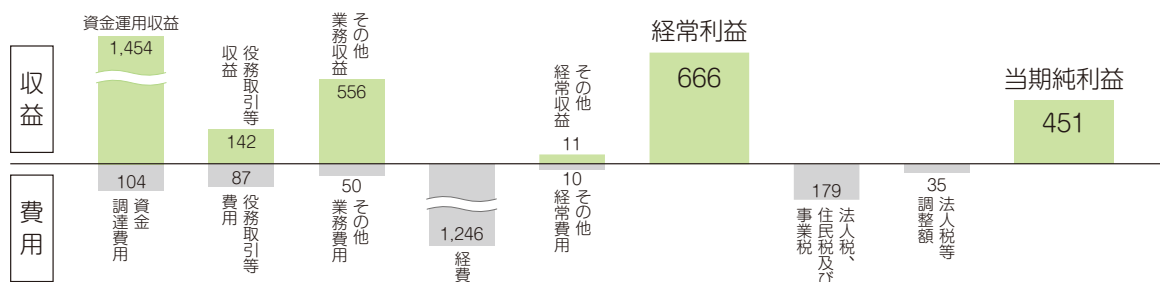 収益
資金運用収益
1,454
役務取引等
収益
142
その他
業務収益
556
その他
経常収益
11
経常利益
666
当期純利益
451
費用
104
資金
調達費用
87
役務取引等
費用
50
その他
業務費用
1,246
経費
10
その他
経常費用
179
法人税、
住民税及び
事業税
35
法人税等
調整額